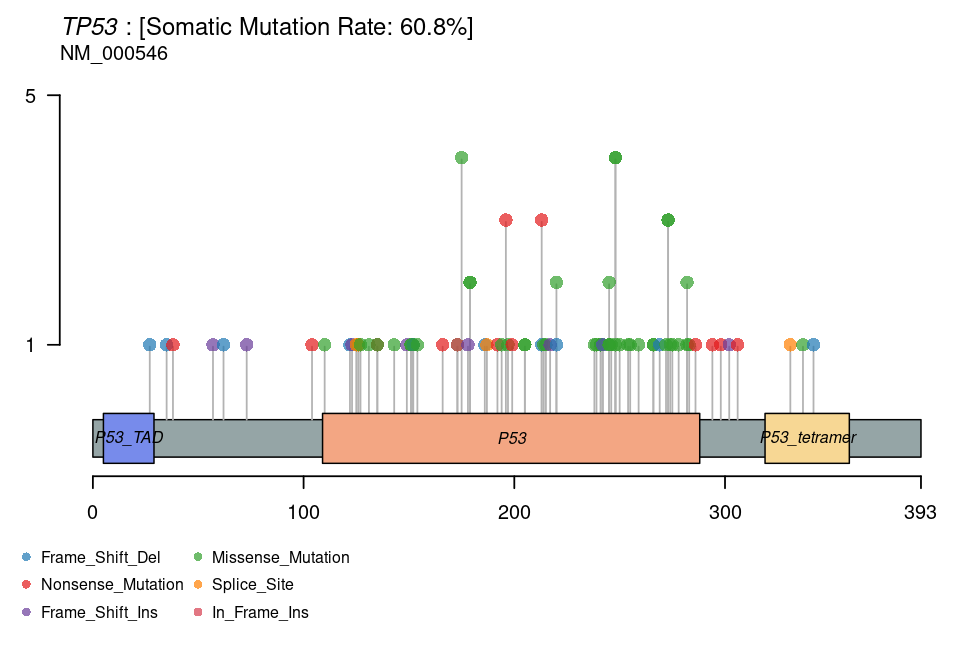 TP53 : [Somatic Mutation Rate: 60.8%]
NM_000546
5
1
P53_TAD
P53
P53_tetramer
0
100
200
300
393
Frame_Shift_Del
Missense_Mutation
Nonsense_Mutation
Splice_Site
Frame_Shift_Ins
In_Frame_Ins